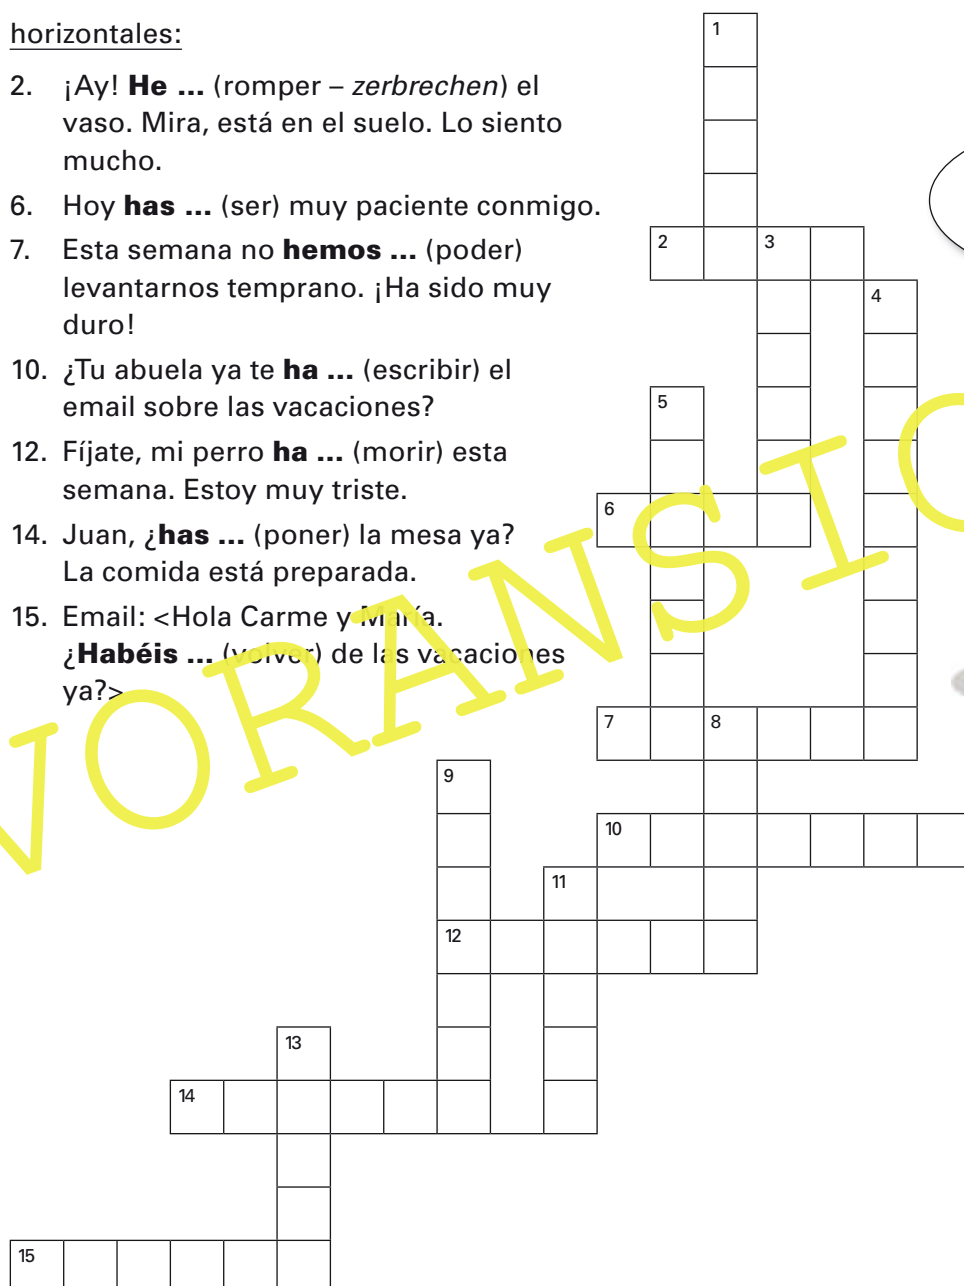 horizontales:
2. ¡Ay! He ... (romper – zerbrechen) el
vaso. Mira, está en el suelo. Lo siento
mucho.
6. Hoy has ... (ser) muy paciente conmigo.
7. Esta semana no hemos ... (poder)
levantarnos temprano. ¡Ha sido muy
duro!
10. ¿Tu abuela ya te ha ... (escribir) el
email sobre las vacaciones?
12. Fíjate, mi perro ha ... (morir) esta
semana. Estoy muy triste.
14. Juan, ¿has ... (poner) la mesa ya?
La comida está preparada.
15. Email: <Hola Carme y María.
¿Habéis ... (volver) de las vacaciones
ya?>
1
2 3
4
5
6
7 8
9
10
11
12
13
14
15
VORANSIC